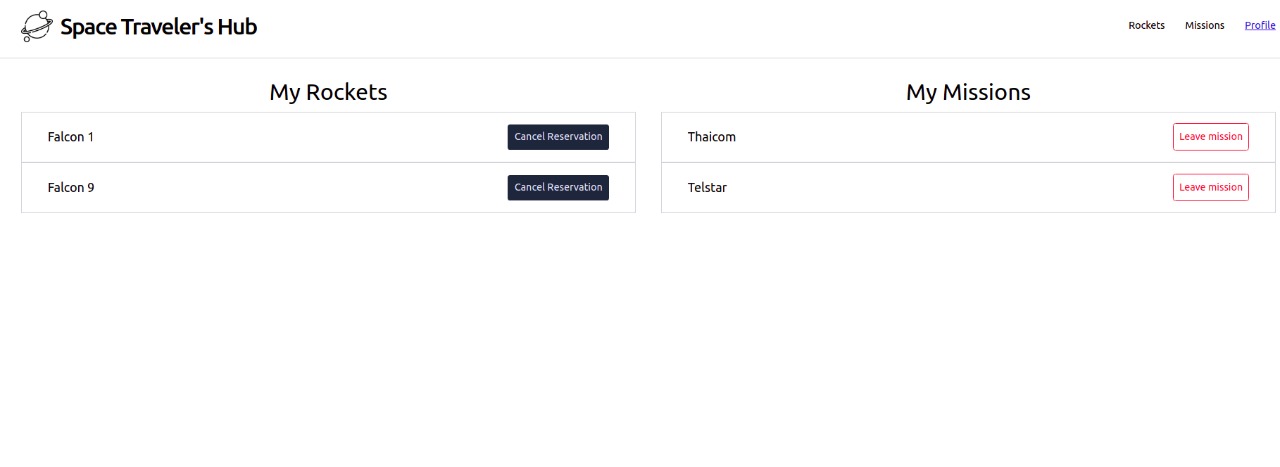 Space Traveler's Hub
Rockets Missions Profile
My Rockets
Falcon 1 Cancel Reservation
Falcon 9 Cancel Reservation
My Missions
Thaicom Leave mission
Telstar Leave mission